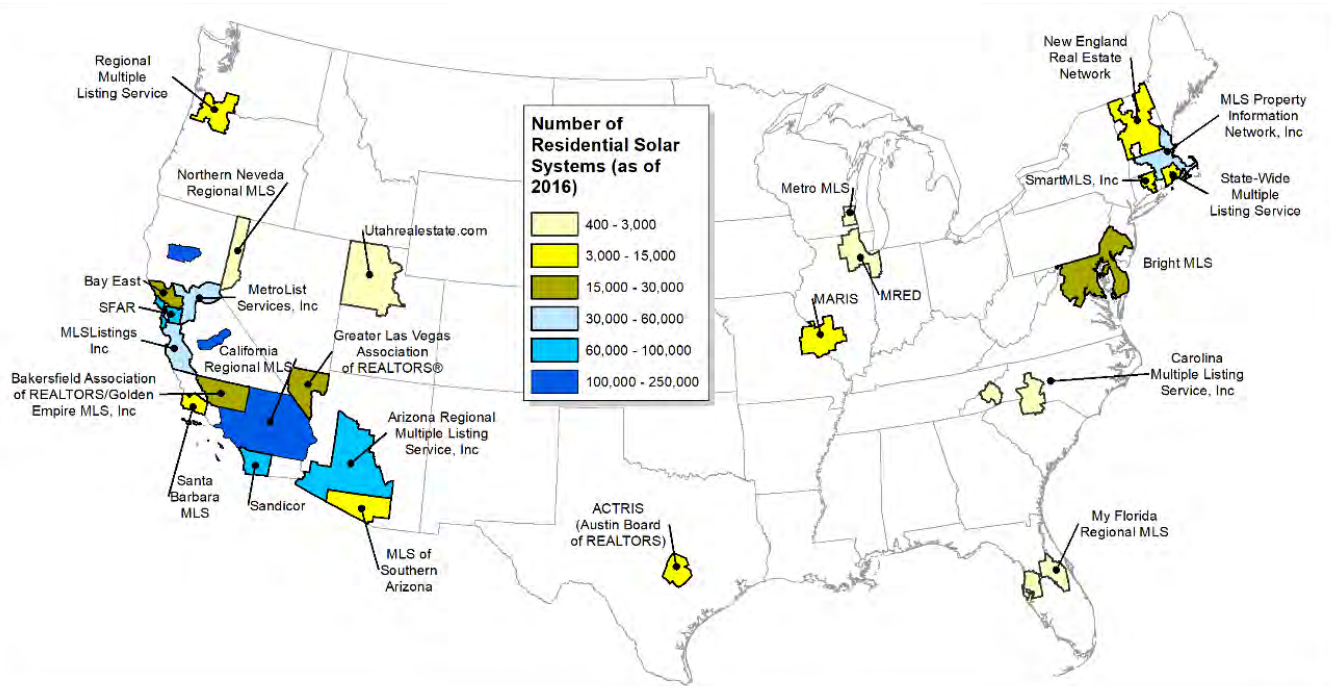 Regional
Multiple
Listing Service
Northern Neveda
Regional MLS
Utahrealestate.com
Bay East
SFAR
MetroList
Services, Inc
MLSListings
Inc
California
Regional MLS
Greater Las Vegas
Association
of REALTORS®
Bakersfield Association
of REALTORS/Golden
Empire MLS, Inc
Arizona Regional
Multiple Listing
Service, Inc
Santa
Barbara
MLS
Sandicor
MLS of
Southern
Arizona
Number of
Residential Solar
Systems (as of
2016)
400 - 3,000
3,000 - 15,000
15,000 - 30,000
30,000 - 60,000
60,000 - 100,000
100,000 - 250,000
ACTRIS
(Austin Board
of REALTORS)
Metro MLS
MRED
MARIS
New England
Real Estate
Network
MLS Property
Information
Network, Inc
SmartMLS, Inc
State-Wide
Multiple
Listing Service
Bright MLS
Carolina
Multiple Listing
Service, Inc
My Florida
Regional MLS